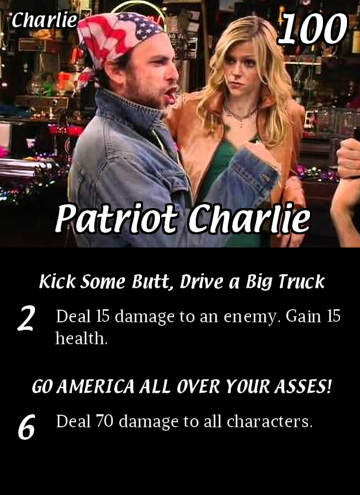 Charlie
100
Patriot Charlie
Kick Some Butt, Drive a Big Truck
2
Deal 15 damage to an enemy. Gain 15
health.
GO AMERICA ALL OVER YOUR ASSES!
6
Deal 70 damage to all characters.